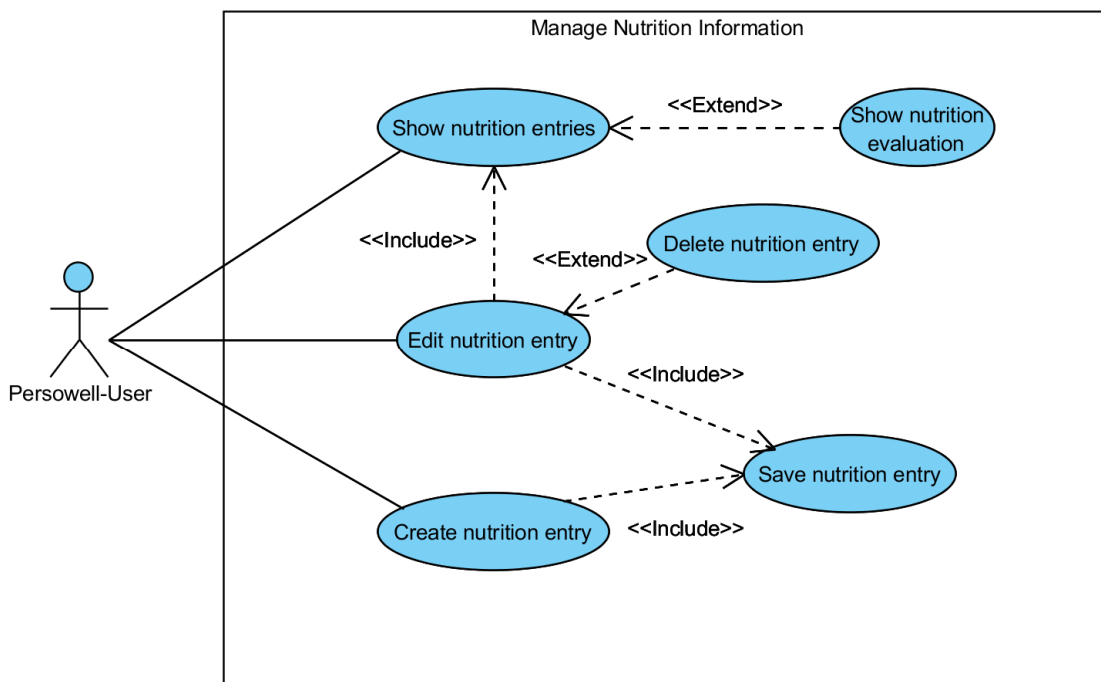 Manage Nutrition Information
Show nutrition entries
<<Extend>>
Show nutrition
evaluation
<<Include>>
Delete nutrition entry
<<Extend>>
Edit nutrition entry
Persowell-User
<<Include>>
Save nutrition entry
Create nutrition entry
<<Include>>